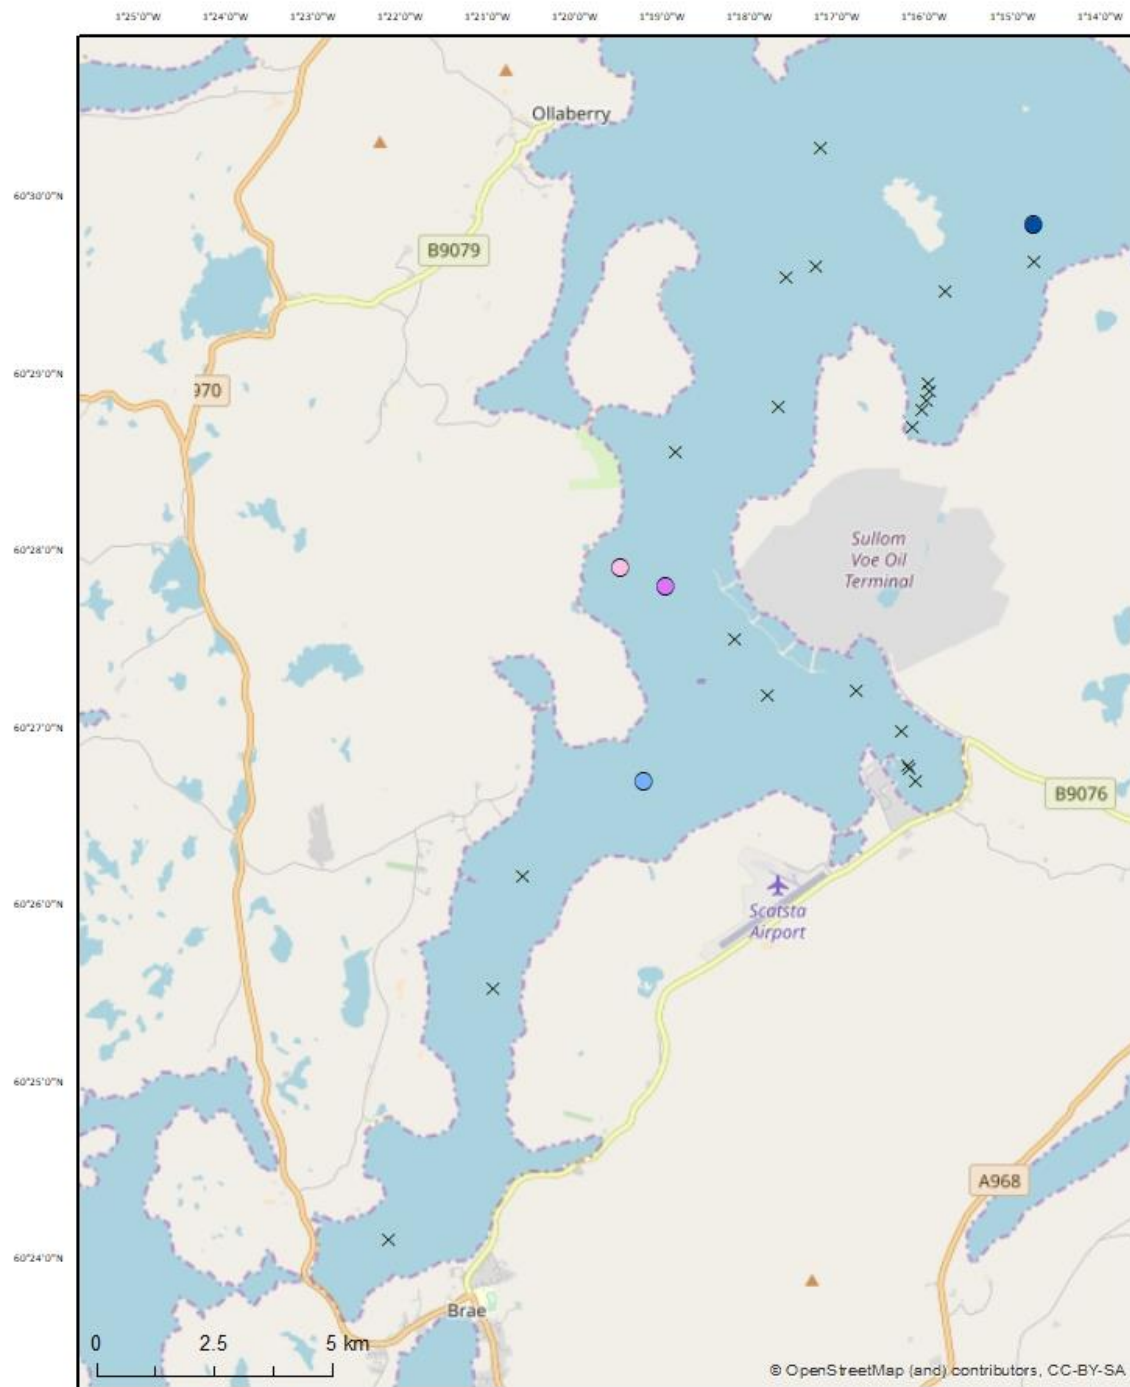 1°25'0"W 1°24'0"W 1°23'0"W 1°22'0"W 1°21'0"W 1°20'0"W 1°19'0"W 1°18'0"W 1°17'0"W 1°16'0"W 1°15'0"W 1°14'0"W
Ollaberry
60°30'0"N
B9079
60°29'0"N
970
Sullom
Voe Oil
Terminal
60°28'0"N
60°27'0"N
B9076
60°26'0"N
Scatsta
Airport
60°25'0"N
A968
60°24'0"N
Brae
0 2.5 5 km
© OpenStreetMap (and) contributors, CC-BY-SA